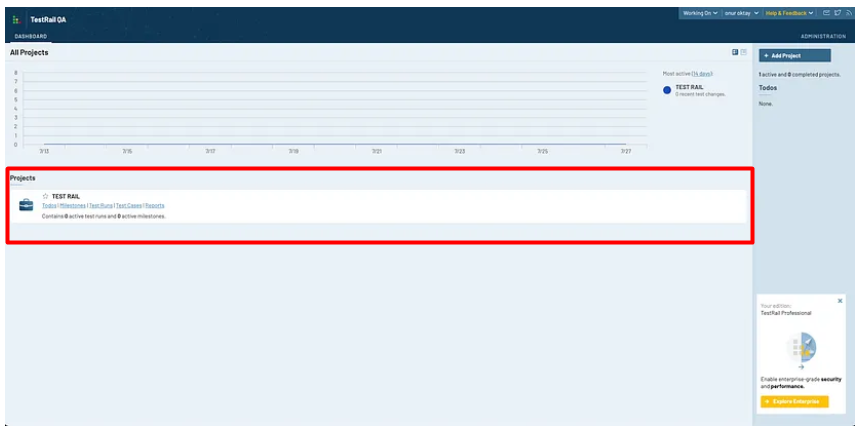 TestRail QA
Working On
onur oktay
Help & Feedback
DASHBOARD
ADMINISTRATION
All Projects
8
7
6
5
4
3
2
1
0
7/13
7/15
7/17
7/19
7/21
7/23
7/25
7/27
Most active (14 days):
TEST RAIL
0 recent test changes.
Projects
TEST RAIL
Todos | Milestones | Test Runs | Test Cases | Reports
Contains 0 active test runs and 0 active milestones.
+ Add Project
1 active and 0 completed projects.
Todos
None.
Your edition:
TestRail Professional
Enable enterprise-grade security
and performance.
+ Explore Enterprise